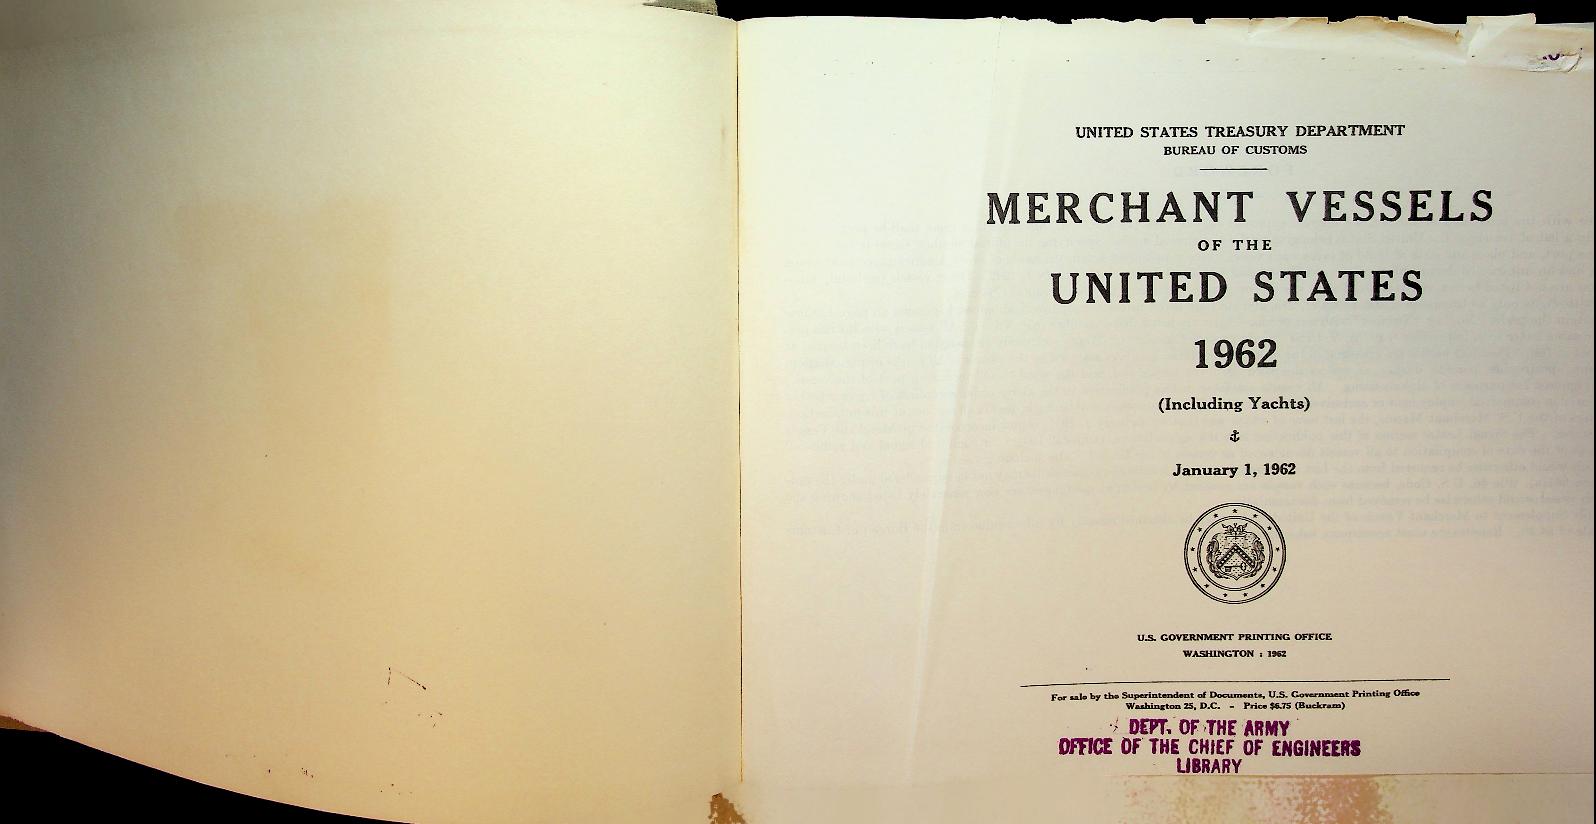 UNITED STATES TREASURY DEPARTMENT
BUREAU OF CUSTOMS
MERCHANT VESSELS
OF THE
UNITED STATES
1962
(Including Yachts)
January 1, 1962
U.S. GOVERNMENT PRINTING OFFICE
WASHINGTON : 1962
For sale by the Superintendent of Documents, U.S. Government Printing Office
Washington 25, D.C. - Price $6.75 (Buckram)
DEPT. OF THE ARMY
OFFICE OF THE CHIEF OF ENGINEERS
LIBRARY